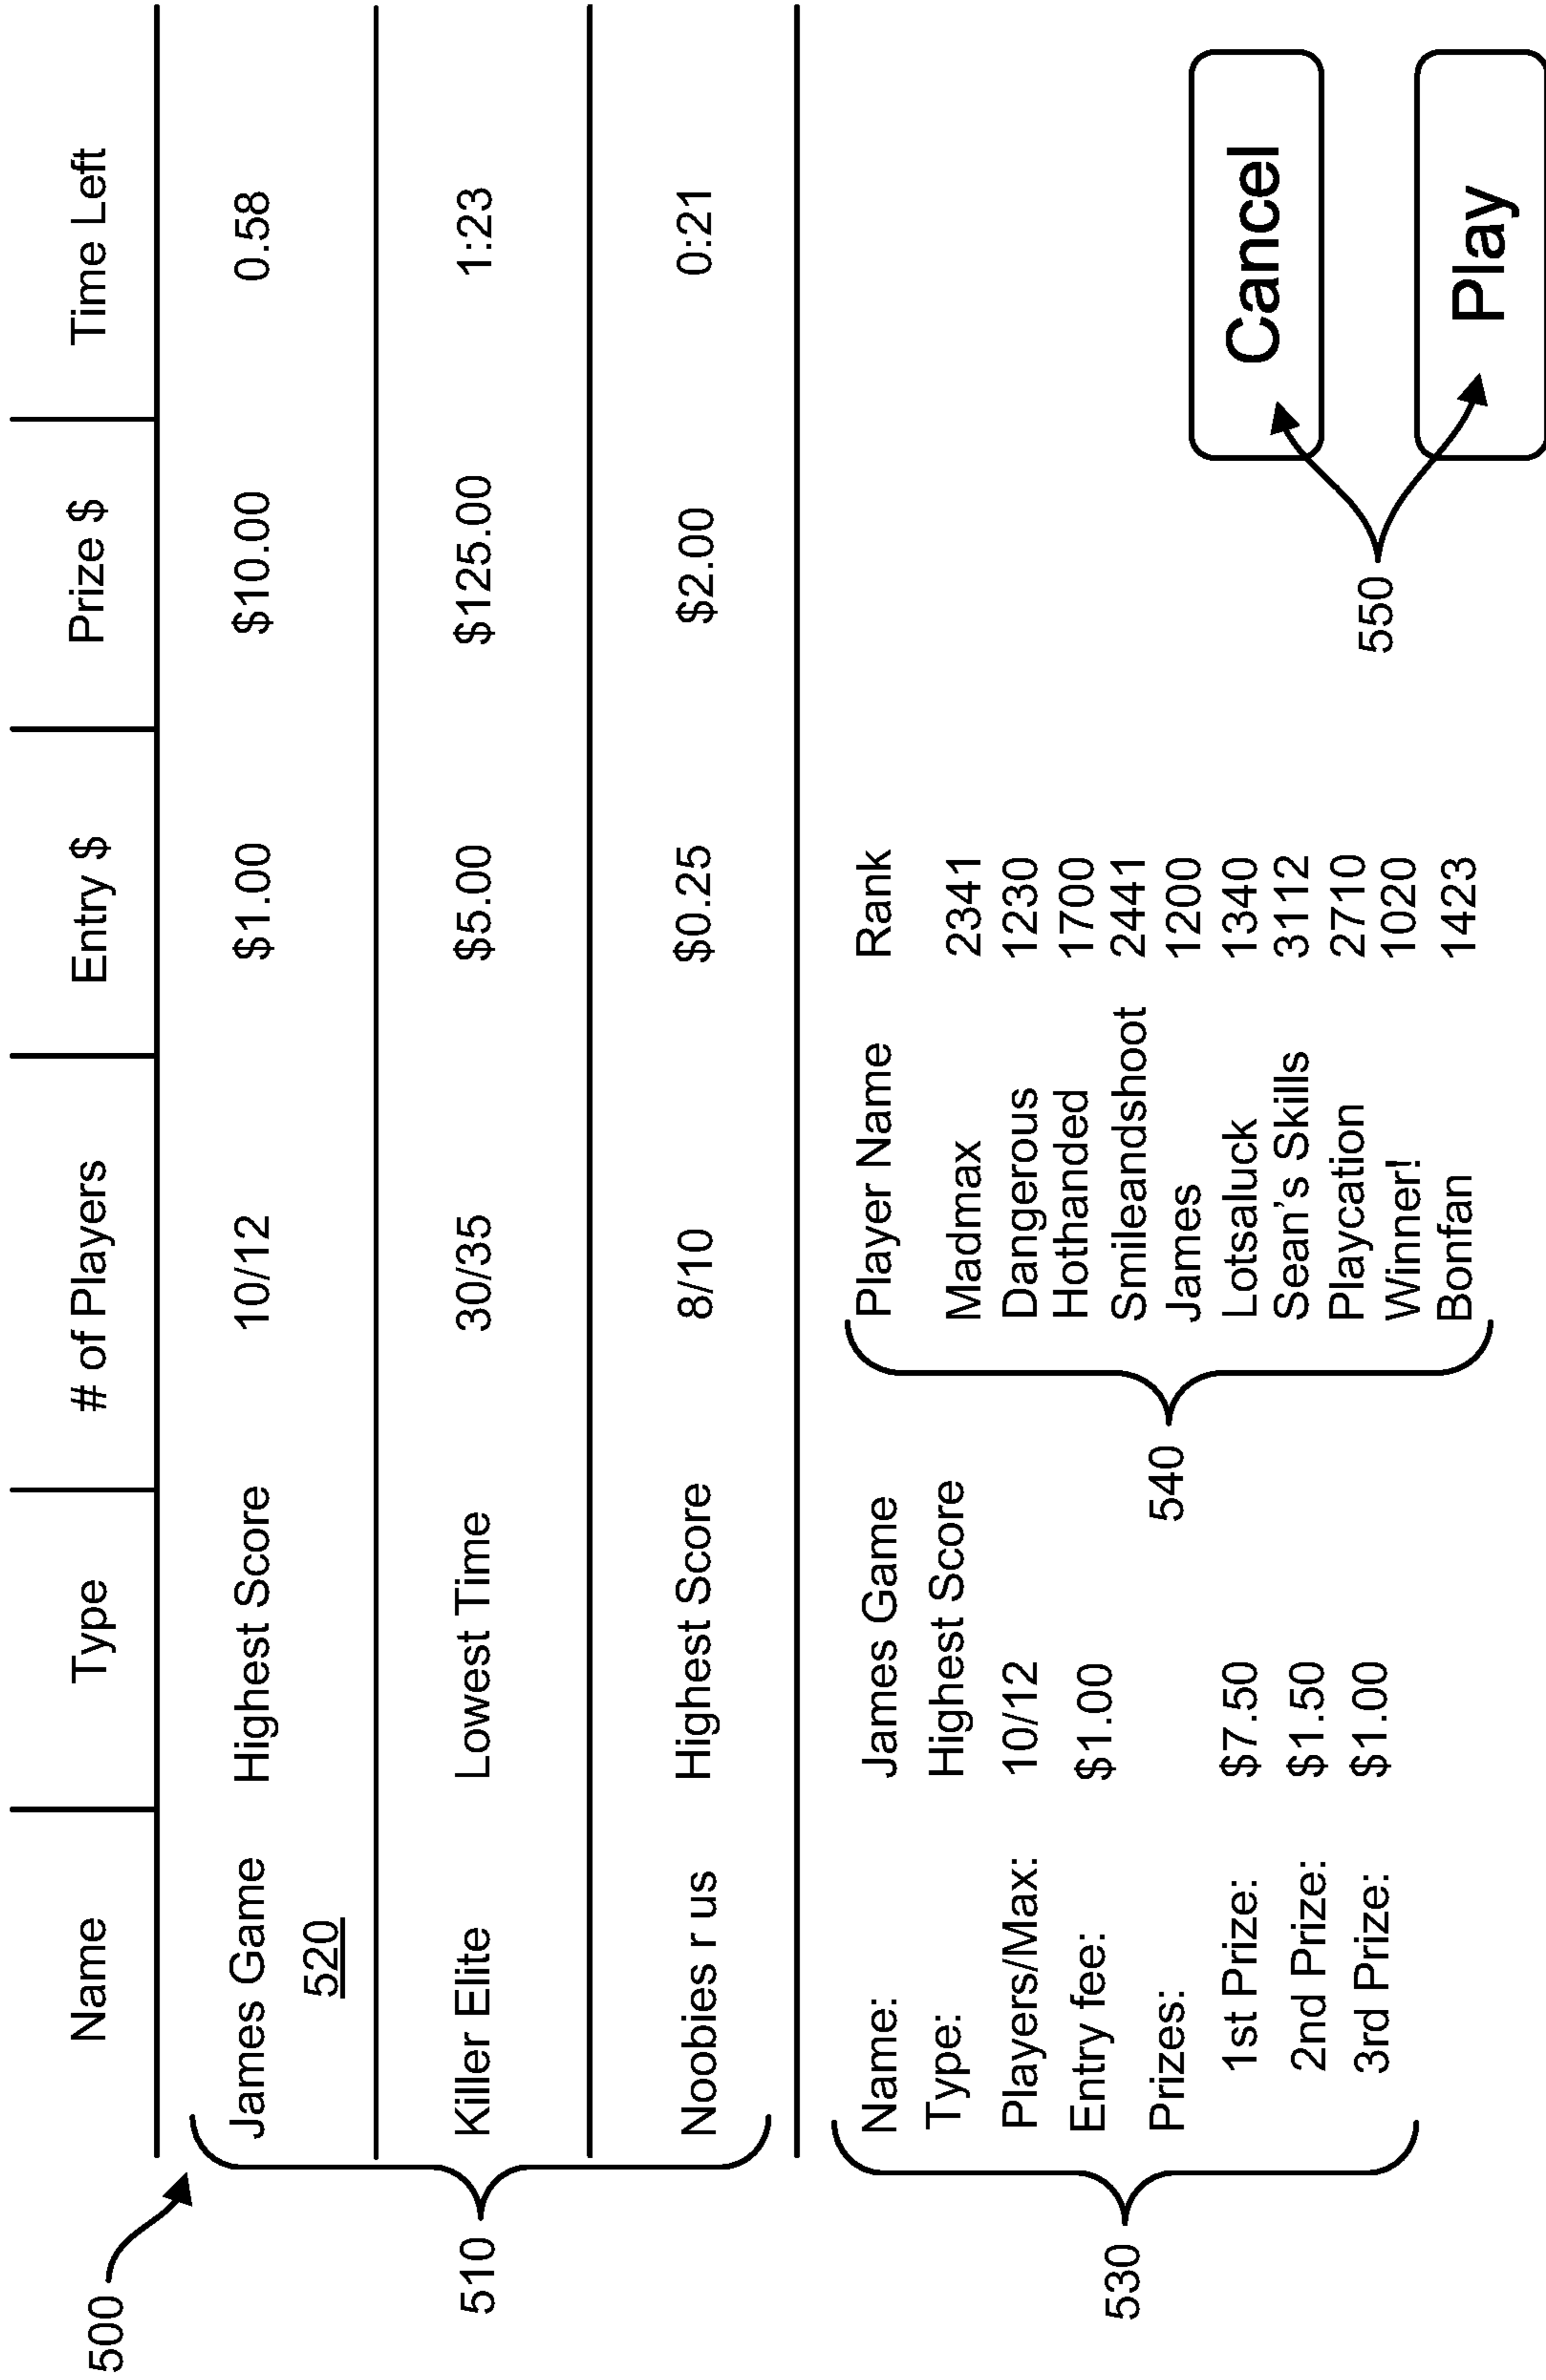 500
Name Type # of Players Entry $ Prize $ Time Left
James Game Highest Score 10/12 $1.00 $10.00 0.58
520
Killer Elite Lowest Time 30/35 $5.00 $125.00 1:23
510
Noobies r us Highest Score 8/10 $0.25 $2.00 0:21
Name: James Game
Type: Highest Score
Players/Max: 10/12
Entry fee: $1.00
Prizes:
1st Prize: $7.50
2nd Prize: $1.50
3rd Prize: $1.00
530
Player Name Rank
Madmax 2341
Dangerous 1230
Hothanded 1700
Smileandshoot 2441
James 1200
Lotsaluck 1340
Sean's Skills 3112
Playcation 2710
Winner! 1020
Bonfan 1423
540
Cancel
550
Play